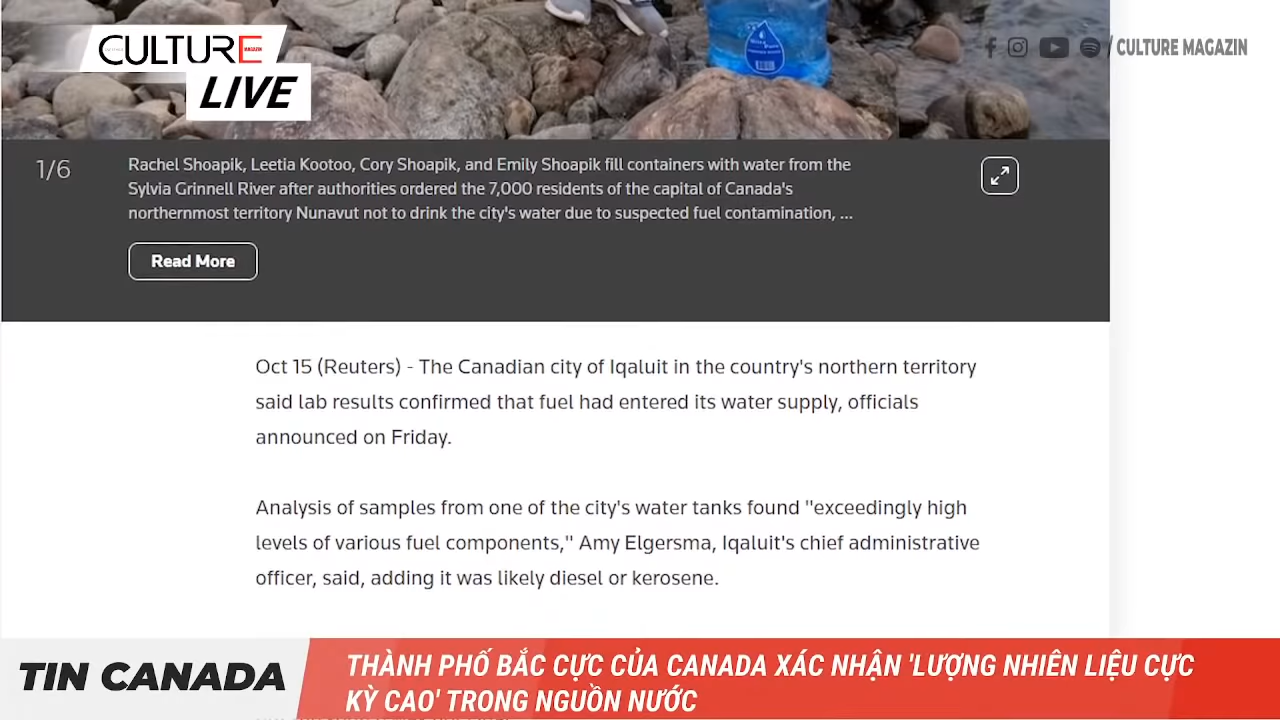 CULTURE
MAGAZIN
LIVE
/ CULTURE MAGAZIN
1/6
Rachel Shoapik, Leetia Kootoo, Cory Shoapik, and Emily Shoapik fill containers with water from the
Sylvia Grinnell River after authorities ordered the 7,000 residents of the capital of Canada's
northernmost territory Nunavut not to drink the city's water due to suspected fuel contamination, ...
Read More
Oct 15 (Reuters) - The Canadian city of Iqaluit in the country's northern territory
said lab results confirmed that fuel had entered its water supply, officials
announced on Friday.
Analysis of samples from one of the city's water tanks found "exceedingly high
levels of various fuel components," Amy Elgersma, Iqaluit's chief administrative
officer, said, adding it was likely diesel or kerosene.
TIN CANADA
THÀNH PHỐ BẮC CỰC CỦA CANADA XÁC NHẬN 'LƯỢNG NHIÊN LIỆU CỰC
KỲ CAO' TRONG NGUỒN NƯỚC